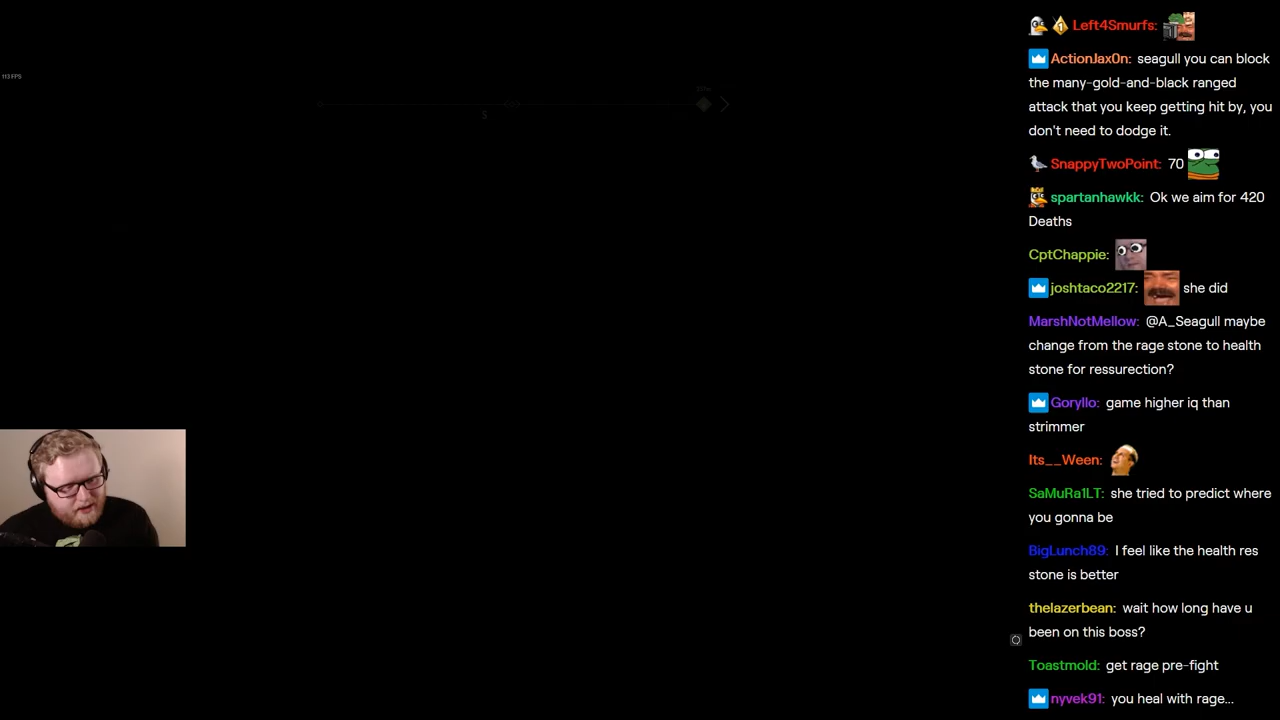 113 FPS
S
Left4Smurfs:
ActionJax0n: seagull you can block
the many-gold-and-black ranged
attack that you keep getting hit by, you
don't need to dodge it.
SnappyTwoPoint: 70
spartanhawkk: Ok we aim for 420
Deaths
CptChappie:
joshtaco2217: she did
MarshNotMellow: @A_Seagull maybe
change from the rage stone to health
stone for ressurection?
Goryllo: game higher iq than
strimmer
Its__Ween:
SaMuRa1LT: she tried to predict where
you gonna be
BigLunch89: I feel like the health res
stone is better
thelazerbean: wait how long have u
been on this boss?
Toastmold: get rage pre-fight
nyvek91: you heal with rage...